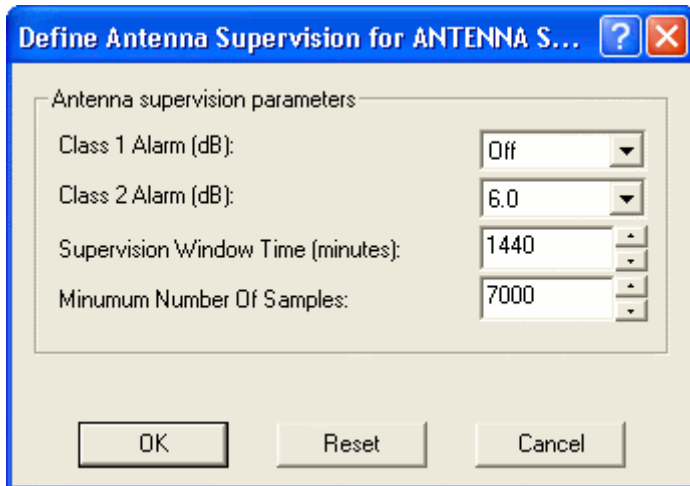 Define Antenna Supervision for ANTENNA S...
Antenna supervision parameters
Class 1 Alarm (dB): Off
Class 2 Alarm (dB): 6.0
Supervision Window Time (minutes): 1440
Minumum Number Of Samples: 7000
OK Reset Cancel